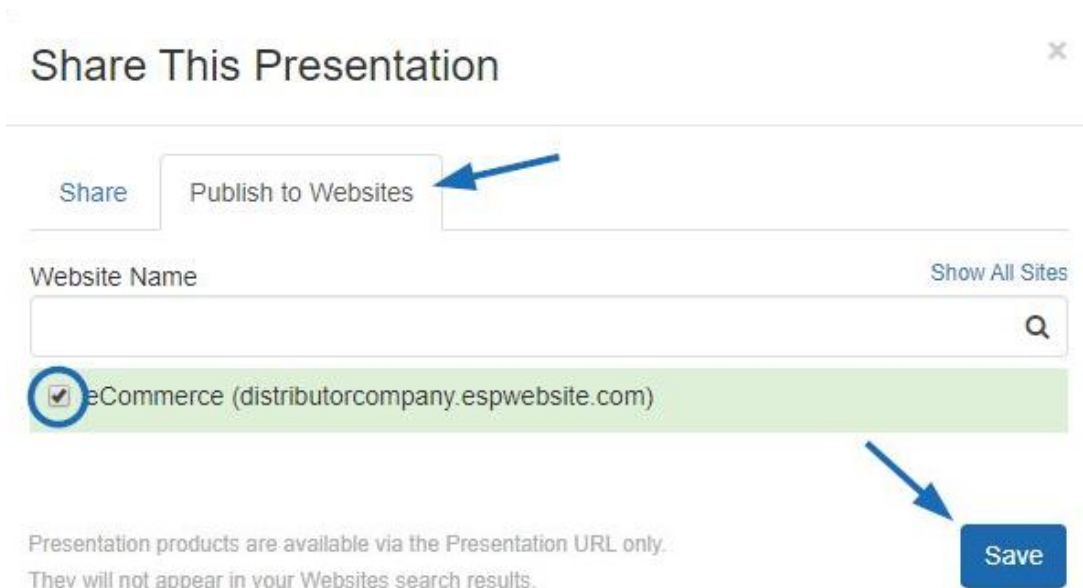 Share This Presentation
Share
Publish to Websites
Website Name
Show All Sites
eCommerce (distributorcompany.espwebsite.com)
Presentation products are available via the Presentation URL only.
They will not appear in your Websites search results.
Save